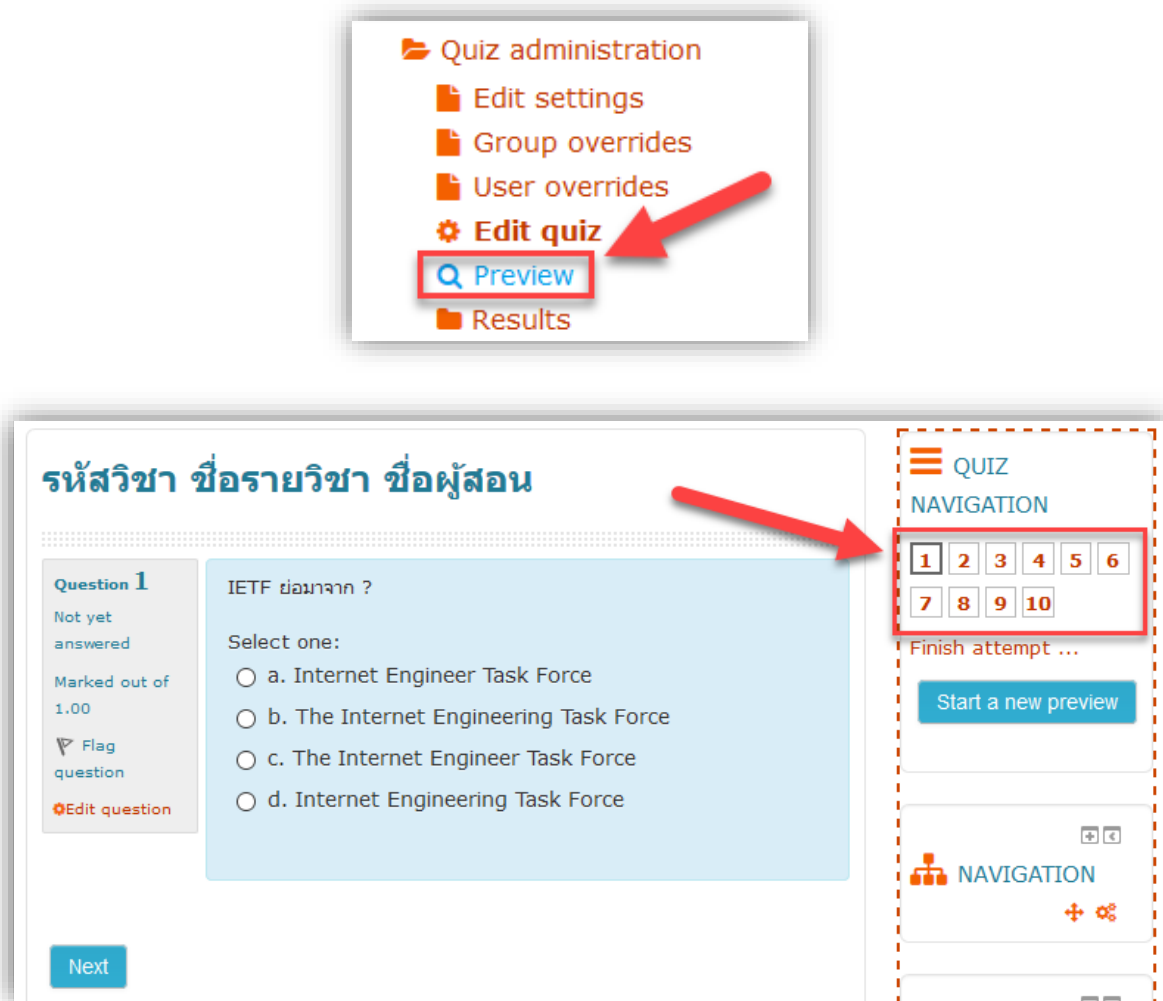 Quiz administration
Edit settings
Group overrides
User overrides
Edit quiz
Preview
Results
รหัสวิชา ชื่อรายวิชา ชื่อผู้สอน
Question 1
Not yet
answered
Marked out of
1.00
Flag
question
Edit question
IETF ย่อมาจาก ?
Select one:
a. Internet Engineer Task Force
b. The Internet Engineering Task Force
c. The Internet Engineer Task Force
d. Internet Engineering Task Force
Next
QUIZ
NAVIGATION
1 2 3 4 5 6
7 8 9 10
Finish attempt ...
Start a new preview
NAVIGATION